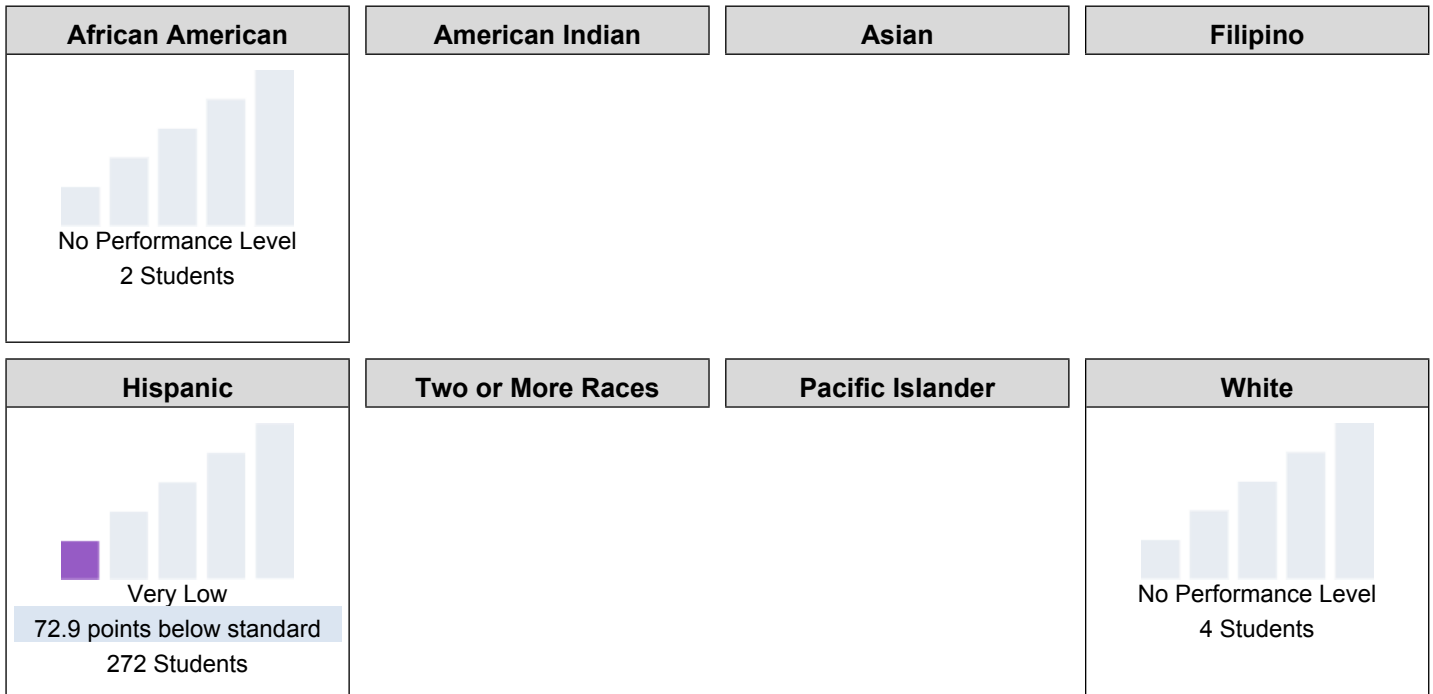 African American
American Indian
Asian
Filipino
No Performance Level
2 Students
Hispanic
Two or More Races
Pacific Islander
White
Very Low
72.9 points below standard
272 Students
No Performance Level
4 Students